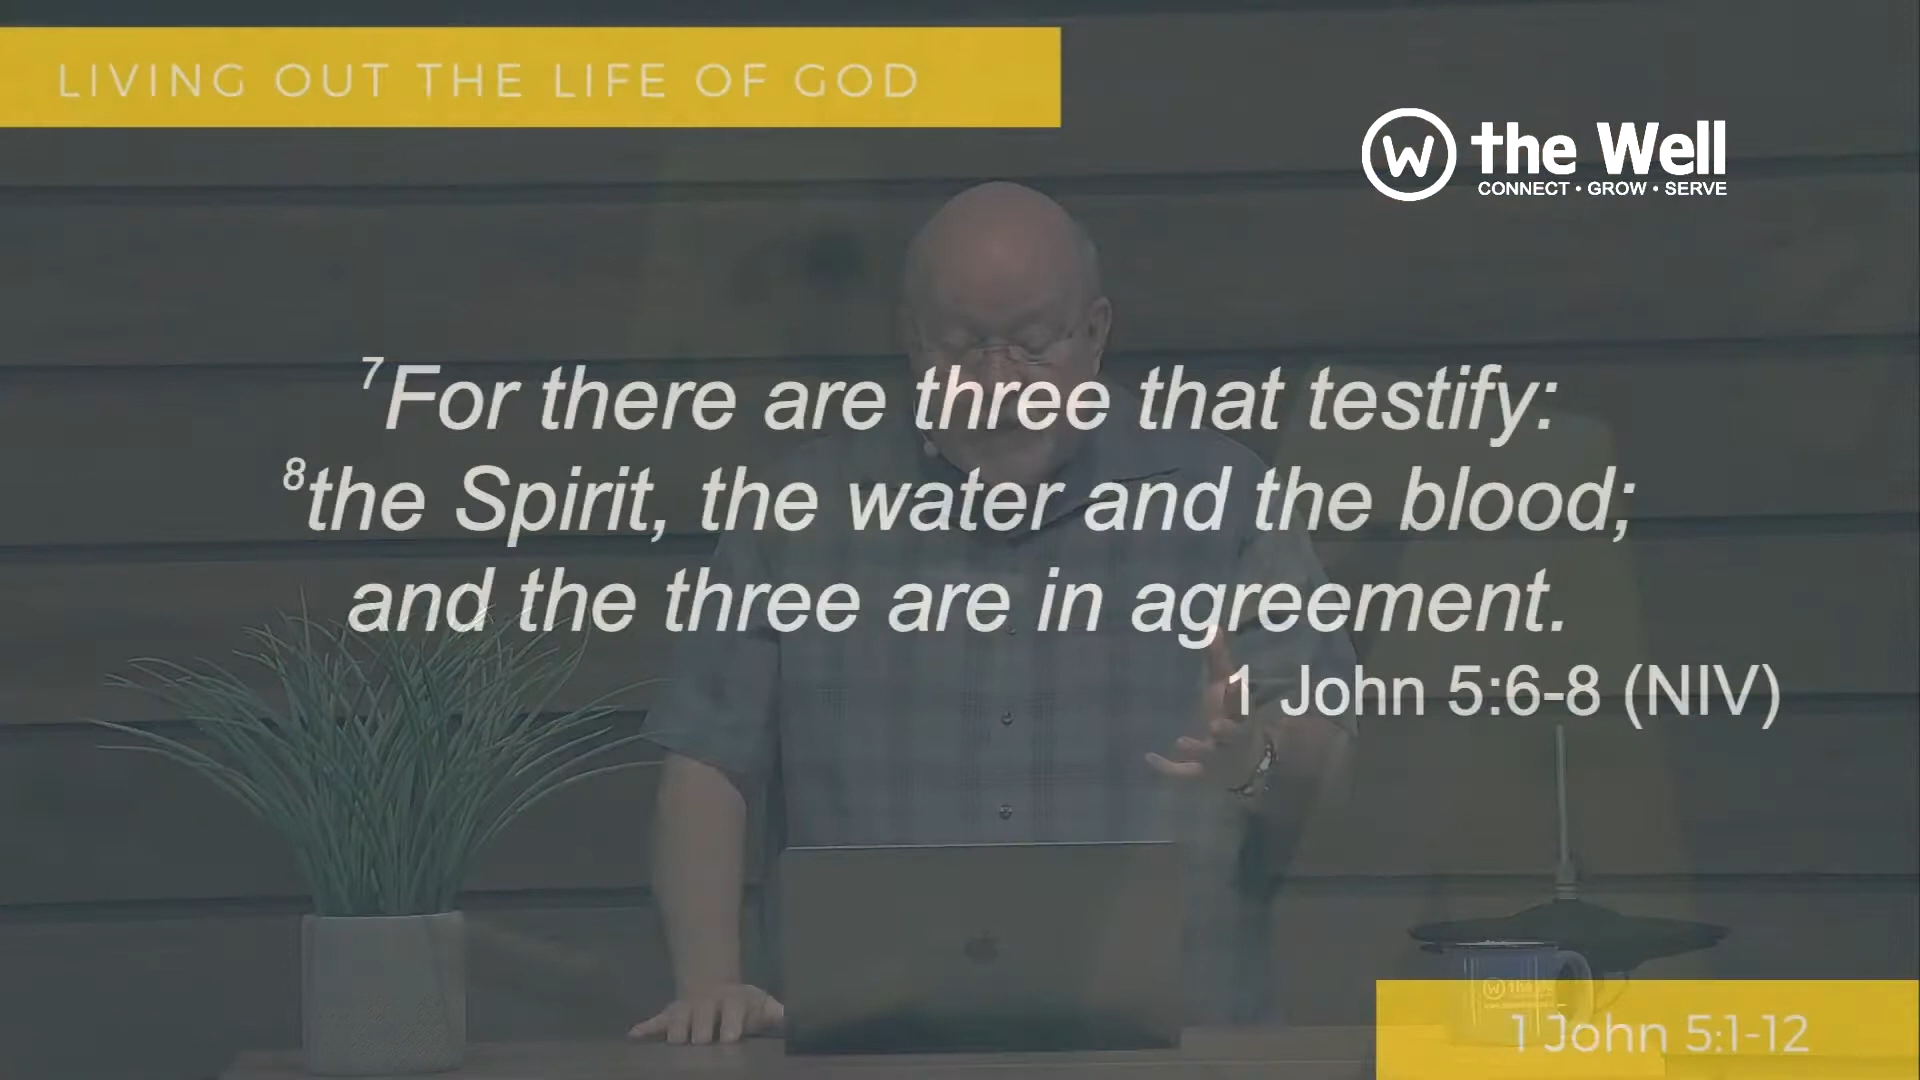 LIVING OUT THE LIFE OF GOD
W the Well
CONNECT • GROW • SERVE
⁷For there are three that testify:
⁸the Spirit, the water and the blood;
and the three are in agreement.
1 John 5:6-8 (NIV)
W the
1 John 5:1-12